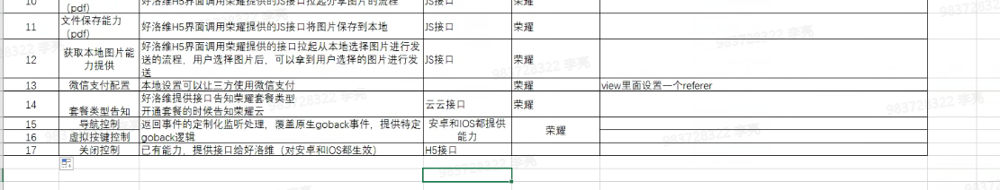 10 (pdf) 好洛维H5界面调用荣耀提供的JS接口拉起分享图片的流程 JS接口 荣耀
11 文件保存能力(pdf) 好洛维H5界面调用荣耀提供的JS接口将图片保存到本地 JS接口 荣耀
12 获取本地图片能力提供 好洛维H5界面调用荣耀提供的接口拉起从本地选择图片进行发送的流程，用户选择图片后，可以拿到用户选择的图片进行发送 JS接口 荣耀
13 微信支付配置 本地设置可以让三方使用微信支付 荣耀 view里面设置一个referer
14 套餐类型告知 好洛维提供接口告知荣耀套餐类型
开通套餐的时候告知荣耀云 云云接口 荣耀
15 导航控制 返回事件的定制化监听处理，覆盖原生goback事件，提供特定goback逻辑 安卓和IOS都提供能力 荣耀
16 虚拟按键控制
17 关闭控制 已有能力，提供接口给好洛维（对安卓和IOS都生效） H5接口
983728322 李亮